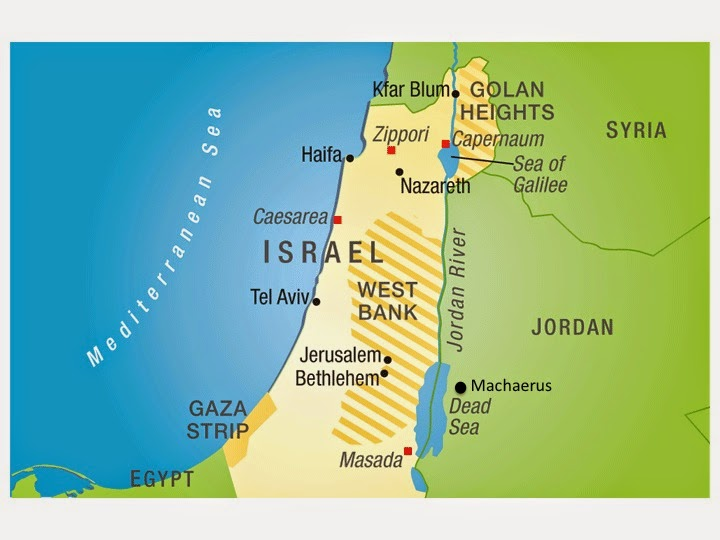 Kfar Blum
GOLAN
HEIGHTS
SYRIA
Zippori
Capernaum
Haifa
Sea of
Galilee
Nazareth
Mediterranean Sea
Caesarea
ISRAEL
Jordan River
Tel Aviv
WEST
BANK
JORDAN
Jerusalem
Bethlehem
Machaerus
Dead
Sea
GAZA
STRIP
Masada
EGYPT